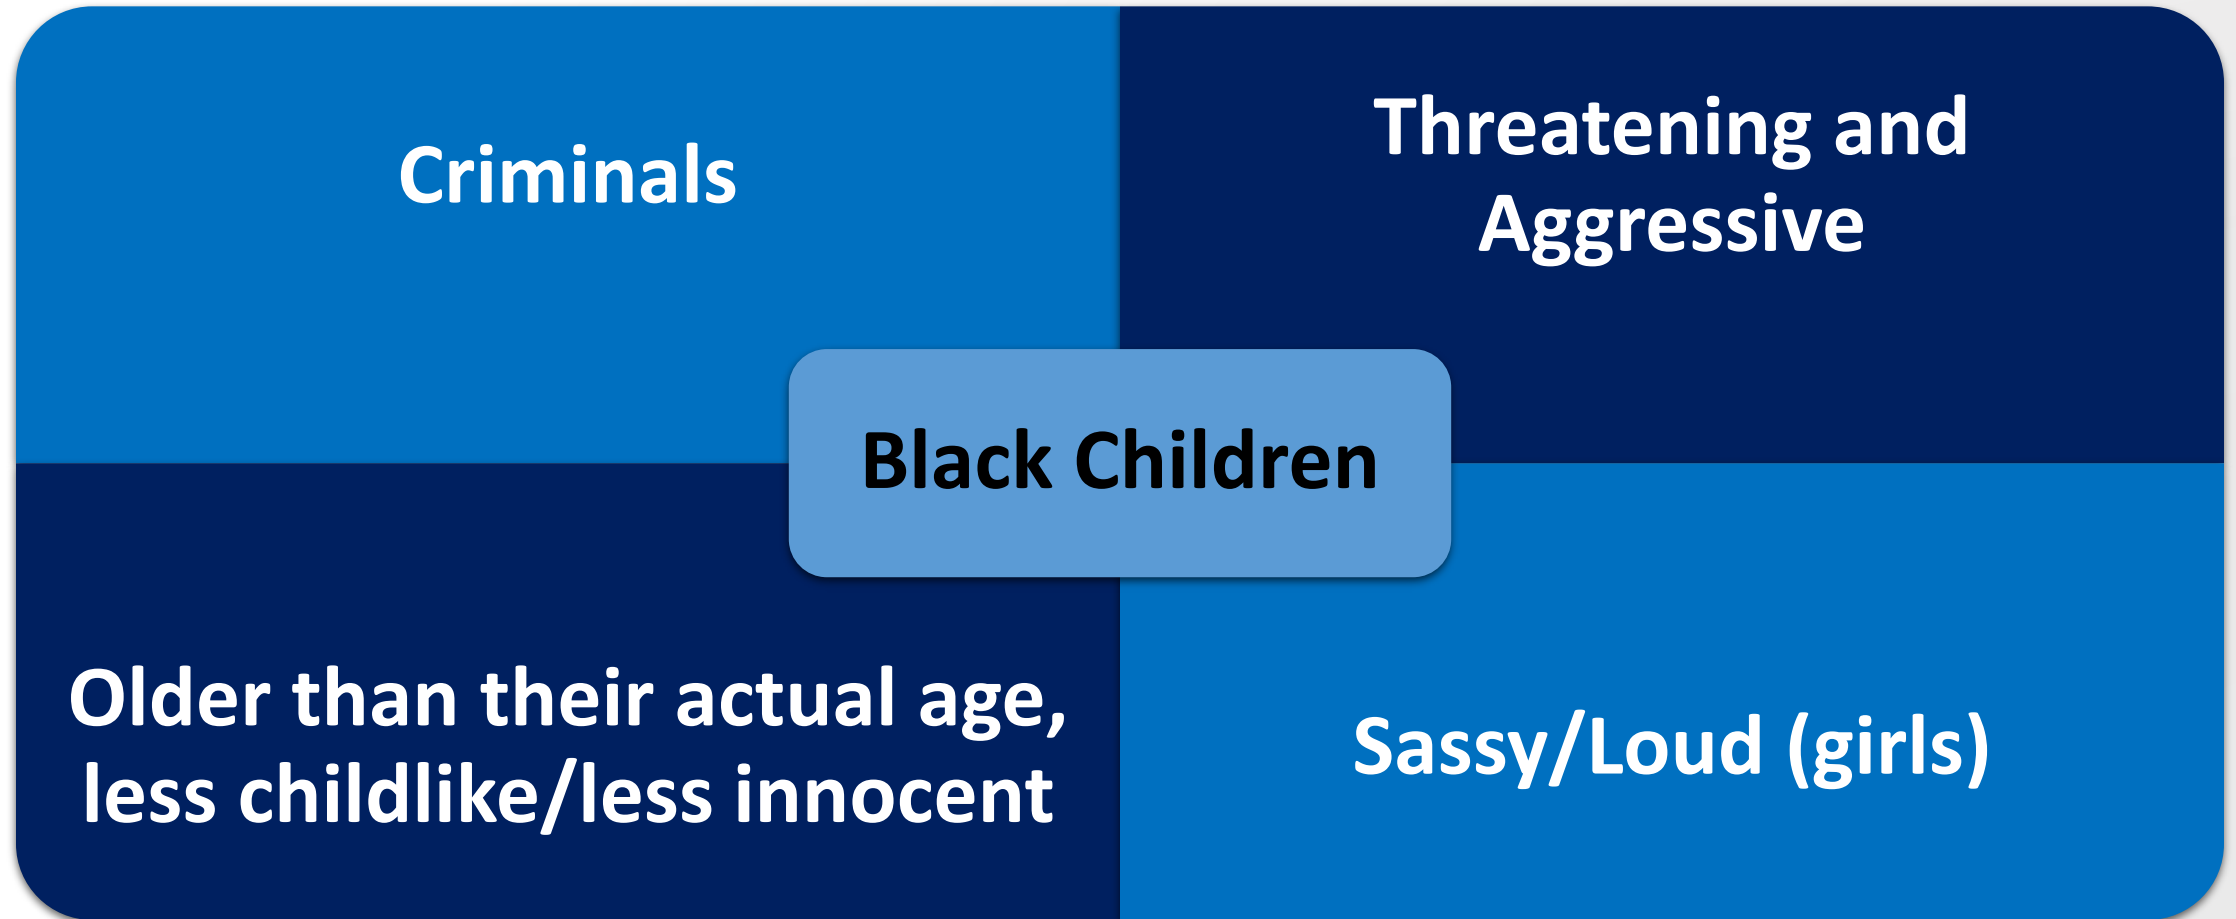 Criminals
Threatening and
Aggressive
Black Children
Older than their actual age,
less childlike/less innocent
Sassy/Loud (girls)